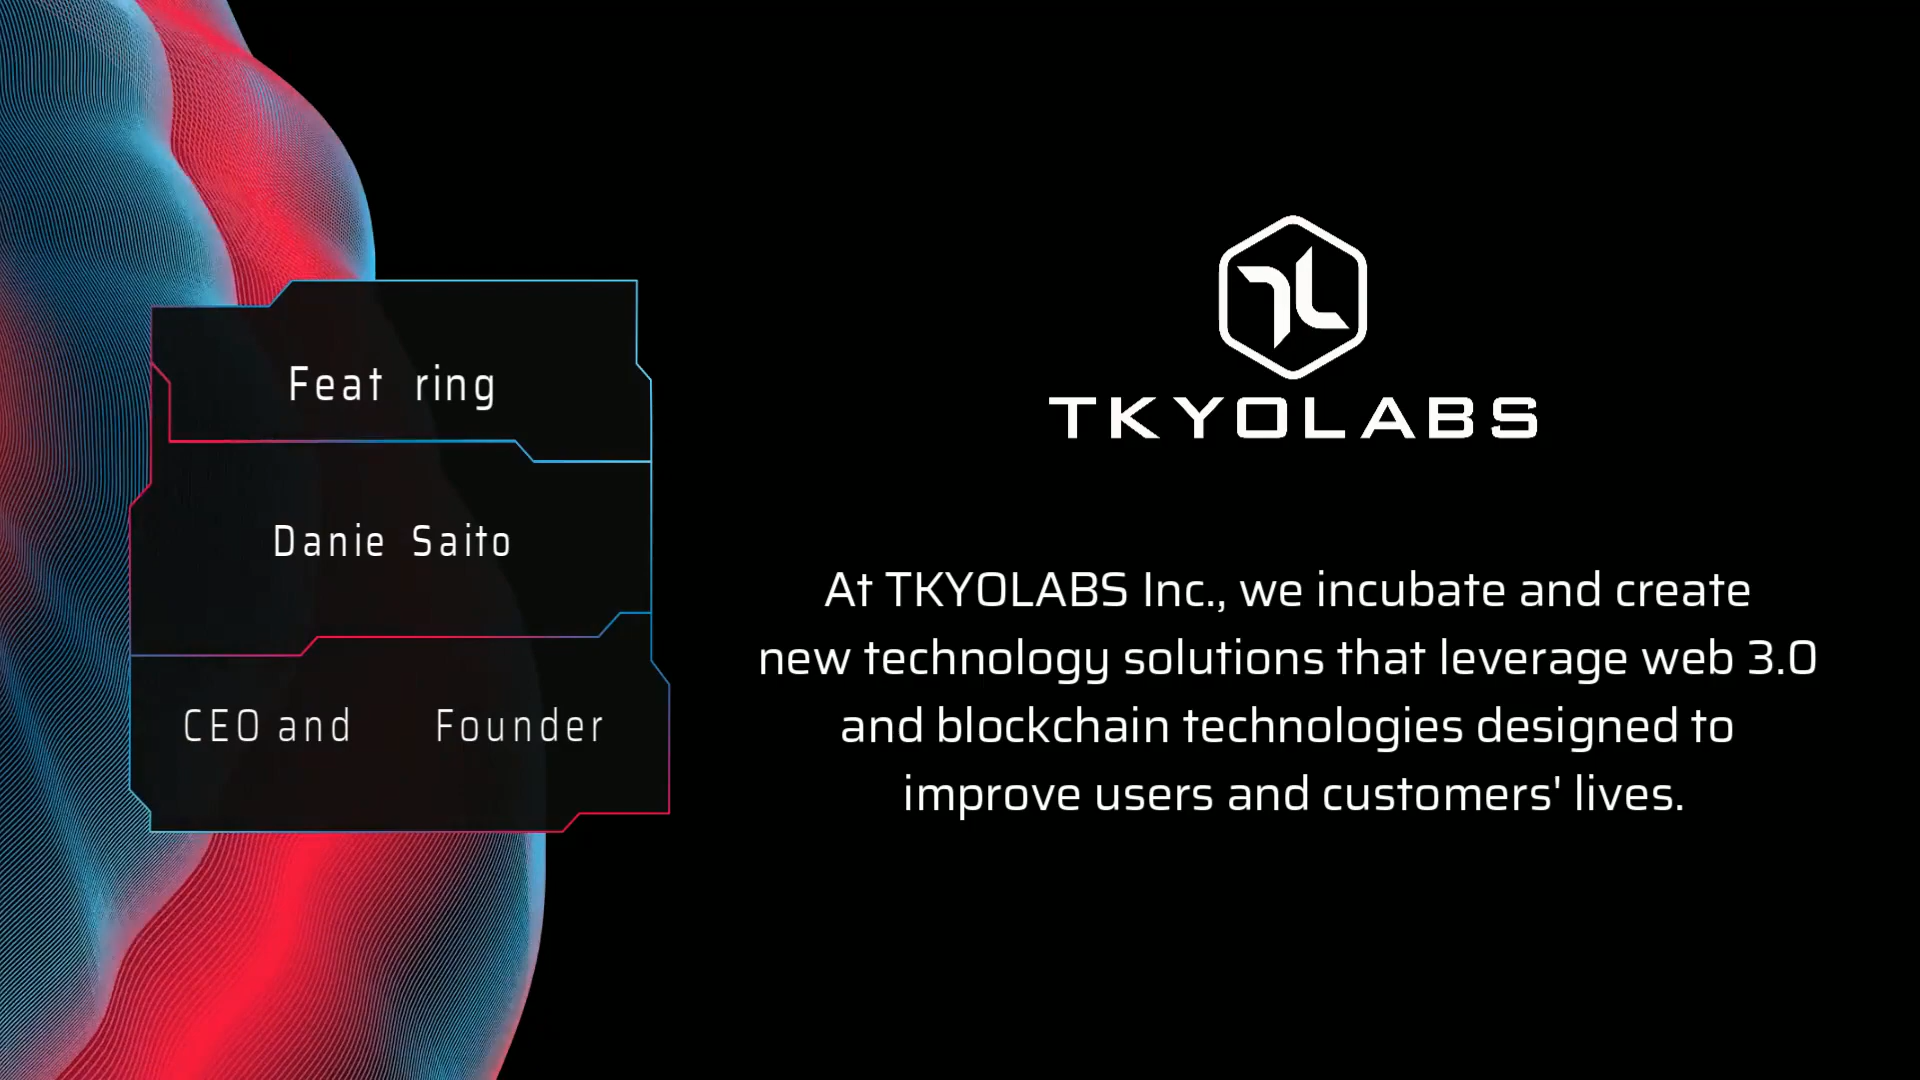 Feat ring
Danie Saito
CEO and Founder
TKYOLABS
At TKYOLABS Inc., we incubate and create
new technology solutions that leverage web 3.0
and blockchain technologies designed to
improve users and customers' lives.